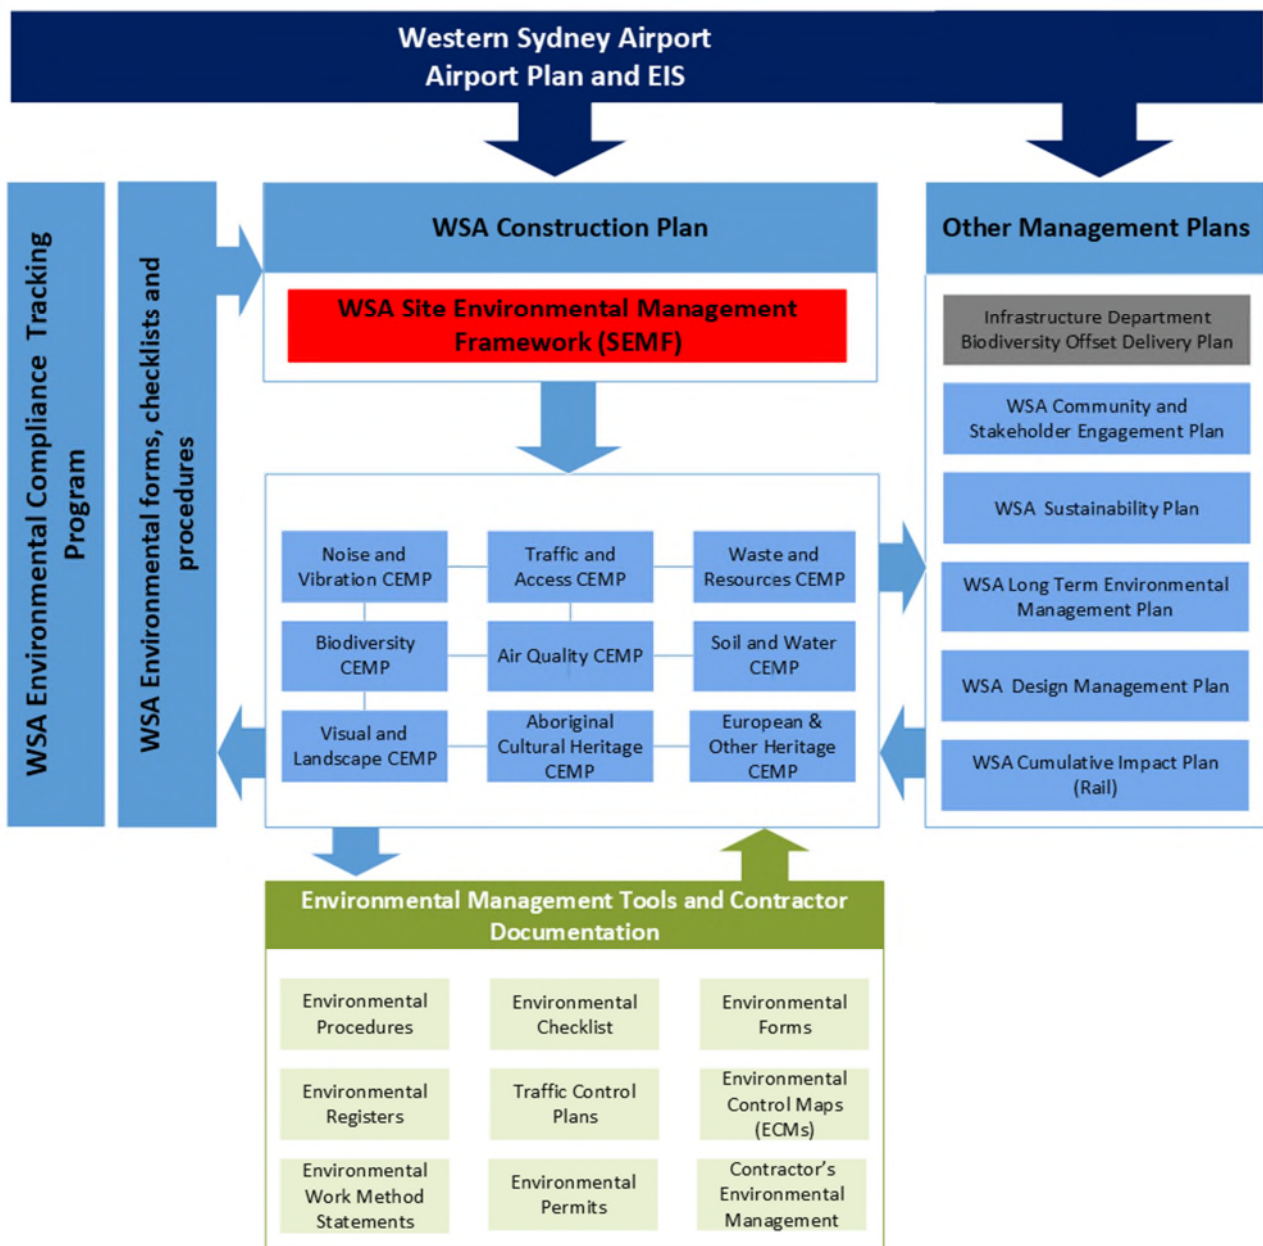 Western Sydney Airport
Airport Plan and EIS
WSA Environmental Compliance Tracking
Program
WSA Environmental forms, checklists and
procedures
WSA Construction Plan
WSA Site Environmental Management
Framework (SEMF)
Noise and
Vibration CEMP
Traffic and
Access CEMP
Waste and
Resources CEMP
Biodiversity
CEMP
Air Quality CEMP
Soil and Water
CEMP
Visual and
Landscape CEMP
Aboriginal
Cultural Heritage
CEMP
European &
Other Heritage
CEMP
Other Management Plans
Infrastructure Department
Biodiversity Offset Delivery Plan
WSA Community and
Stakeholder Engagement Plan
WSA Sustainability Plan
WSA Long Term Environmental
Management Plan
WSA Design Management Plan
WSA Cumulative Impact Plan
(Rail)
Environmental Management Tools and Contractor
Documentation
Environmental
Procedures
Environmental
Checklist
Environmental
Forms
Environmental
Registers
Traffic Control
Plans
Environmental
Control Maps
(ECMs)
Environmental
Work Method
Statements
Environmental
Permits
Contractor’s
Environmental
Management